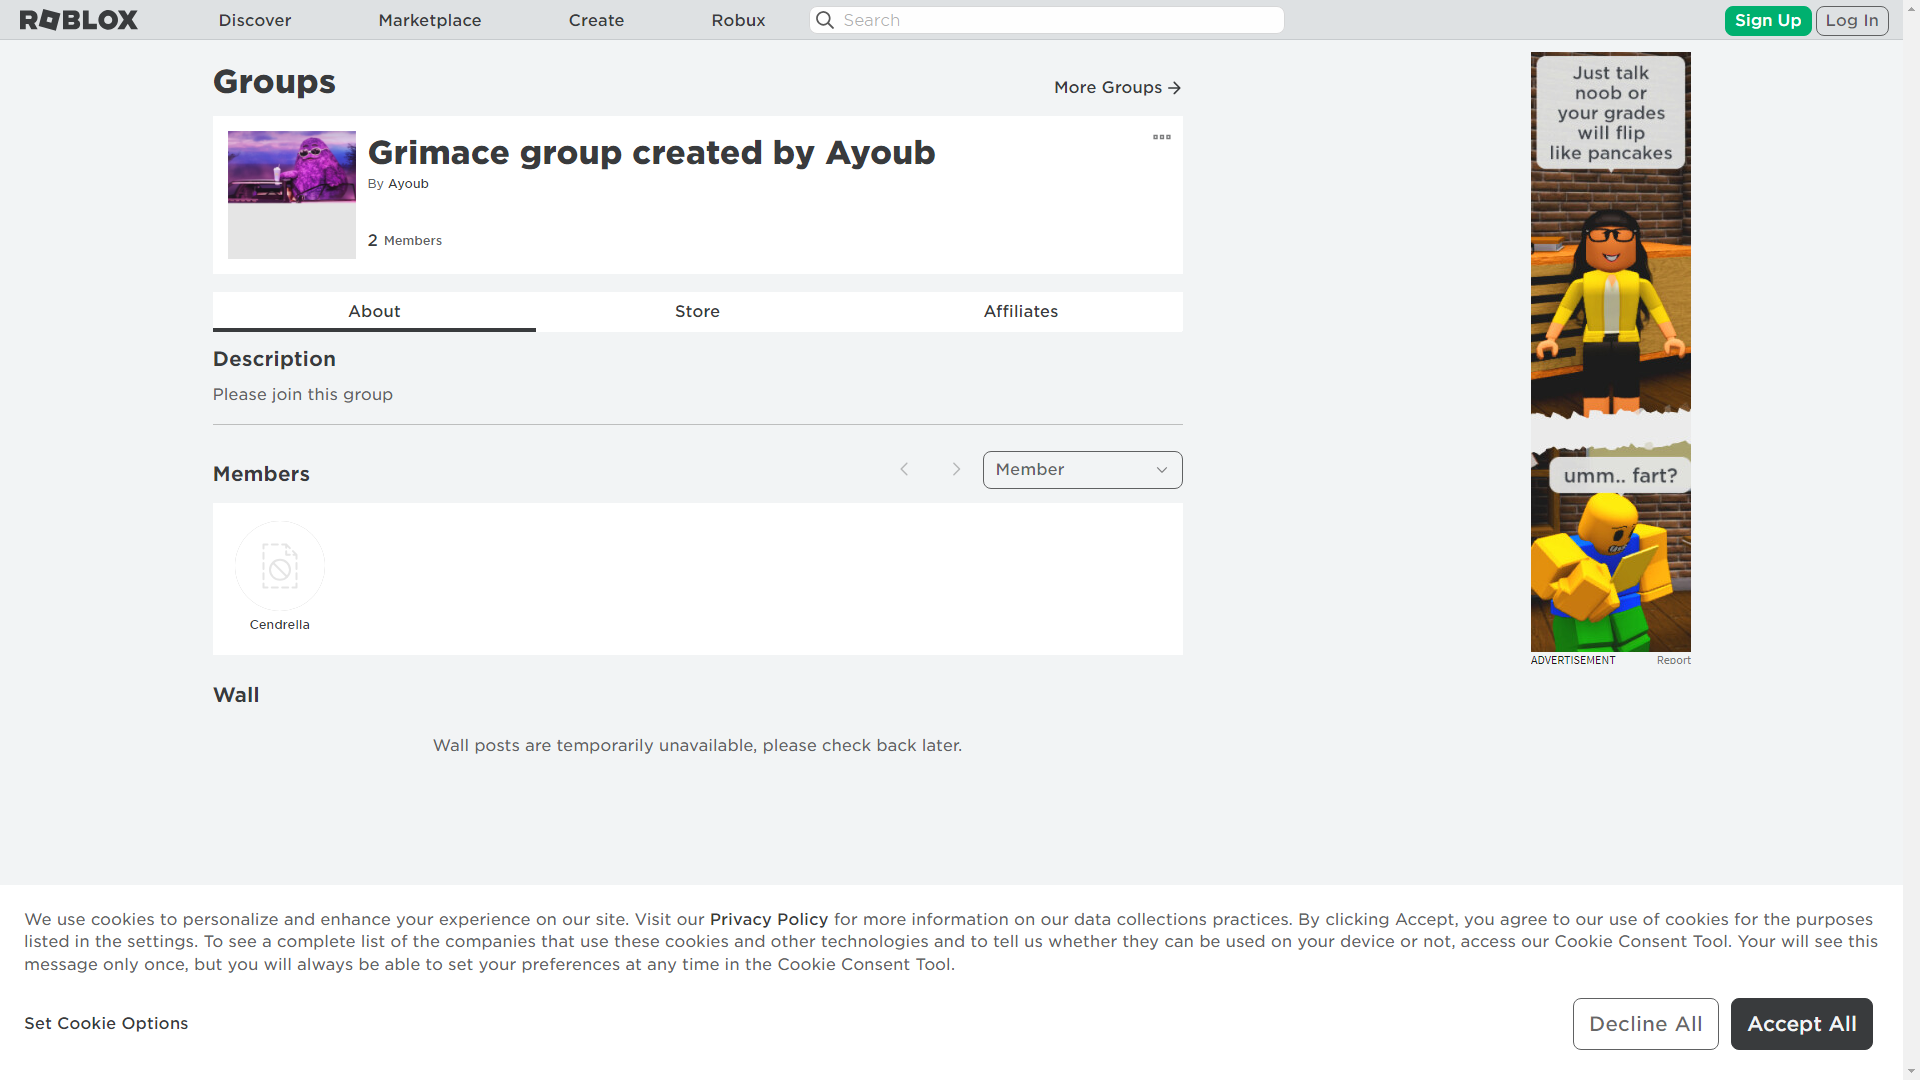 ROBLOX
Discover
Marketplace
Create
Robux
Search
Sign Up
Log In
Groups
More Groups
Grimace group created by Ayoub
By Ayoub
2 Members
About
Store
Affiliates
Description
Please join this group
Members
Member
Cendrella
Wall
Wall posts are temporarily unavailable, please check back later.
Just talk
noob or
your grades
will flip
like pancakes
umm.. fart?
ADVERTISEMENT
Report
We use cookies to personalize and enhance your experience on our site. Visit our Privacy Policy for more information on our data collections practices. By clicking Accept, you agree to our use of cookies for the purposes
listed in the settings. To see a complete list of the companies that use these cookies and other technologies and to tell us whether they can be used on your device or not, access our Cookie Consent Tool. Your will see this
message only once, but you will always be able to set your preferences at any time in the Cookie Consent Tool.
Set Cookie Options
Decline All
Accept All